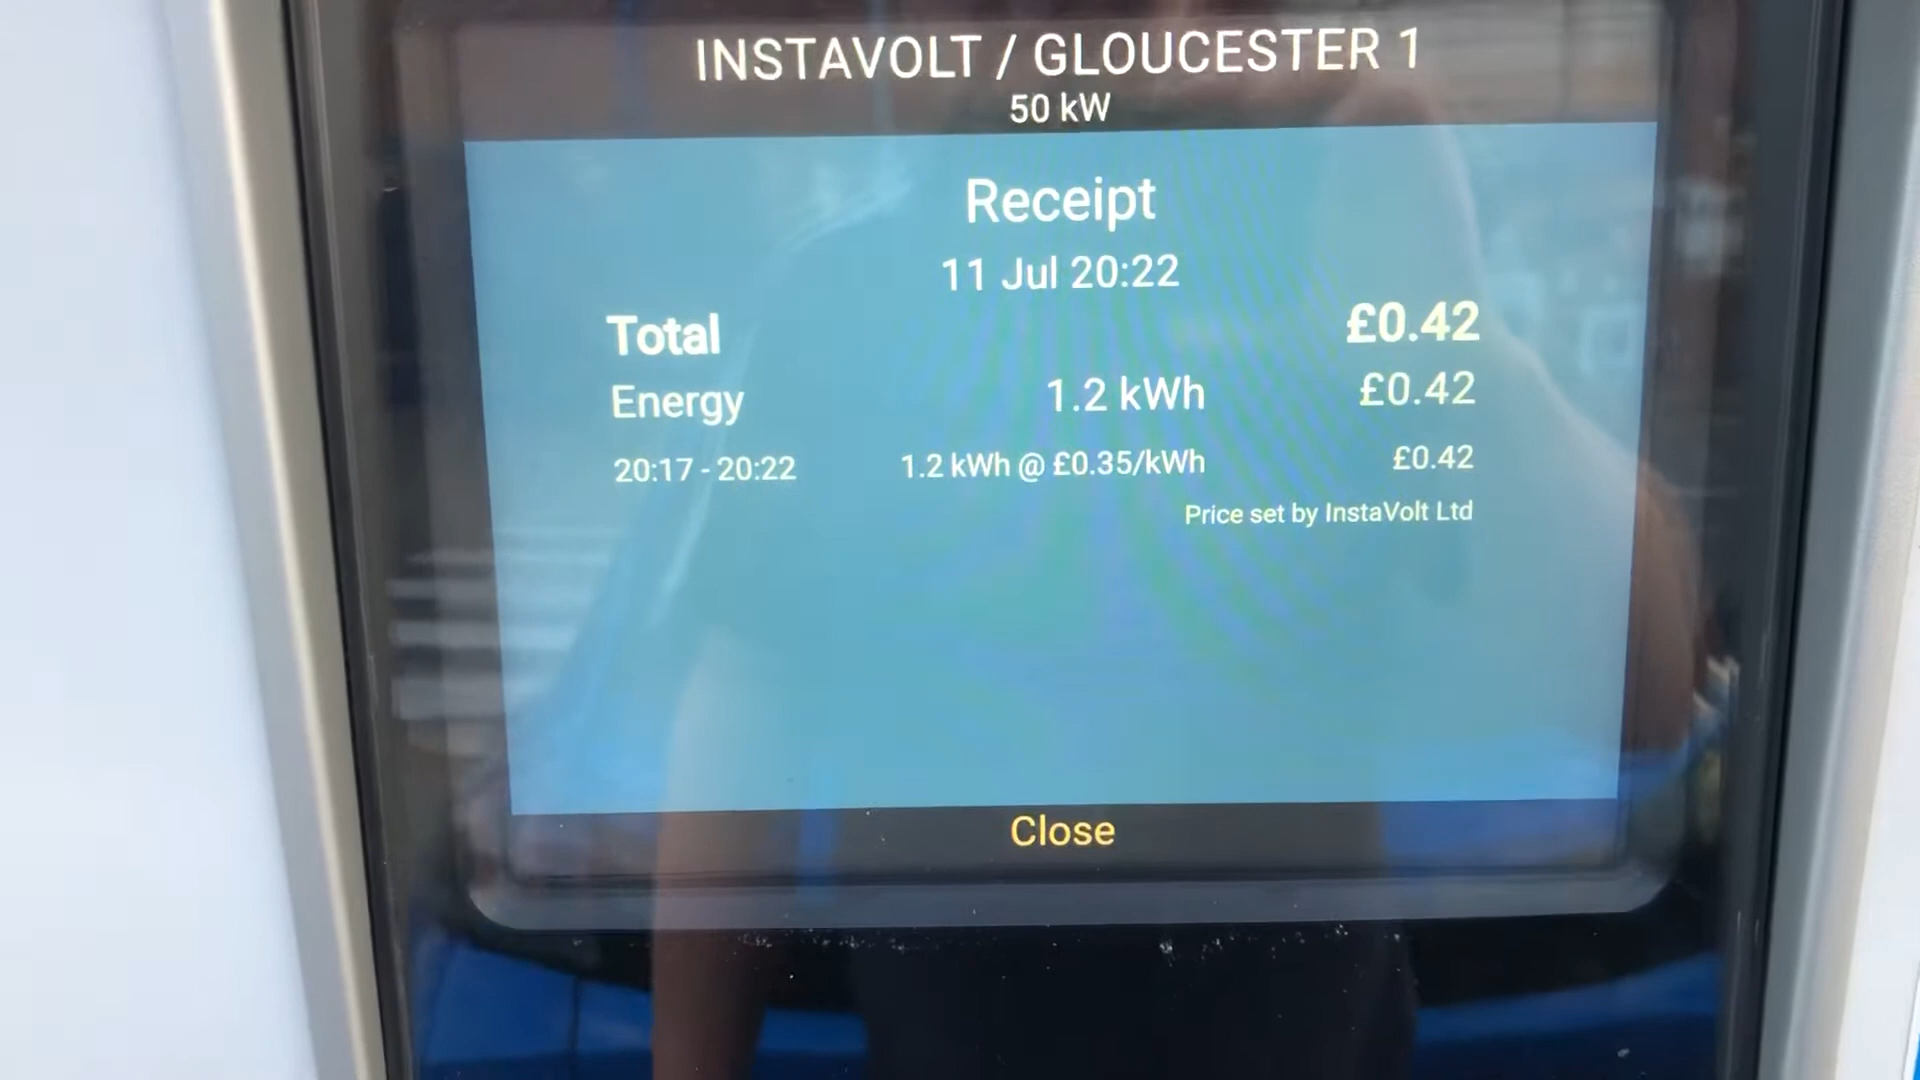 INSTAVOLT / GLOUCESTER 1
50 kW
Receipt
11 Jul 20:22
Total £0.42
Energy 1.2 kWh £0.42
20:17 - 20:22 1.2 kWh @ £0.35/kWh £0.42
Price set by InstaVolt Ltd
Close